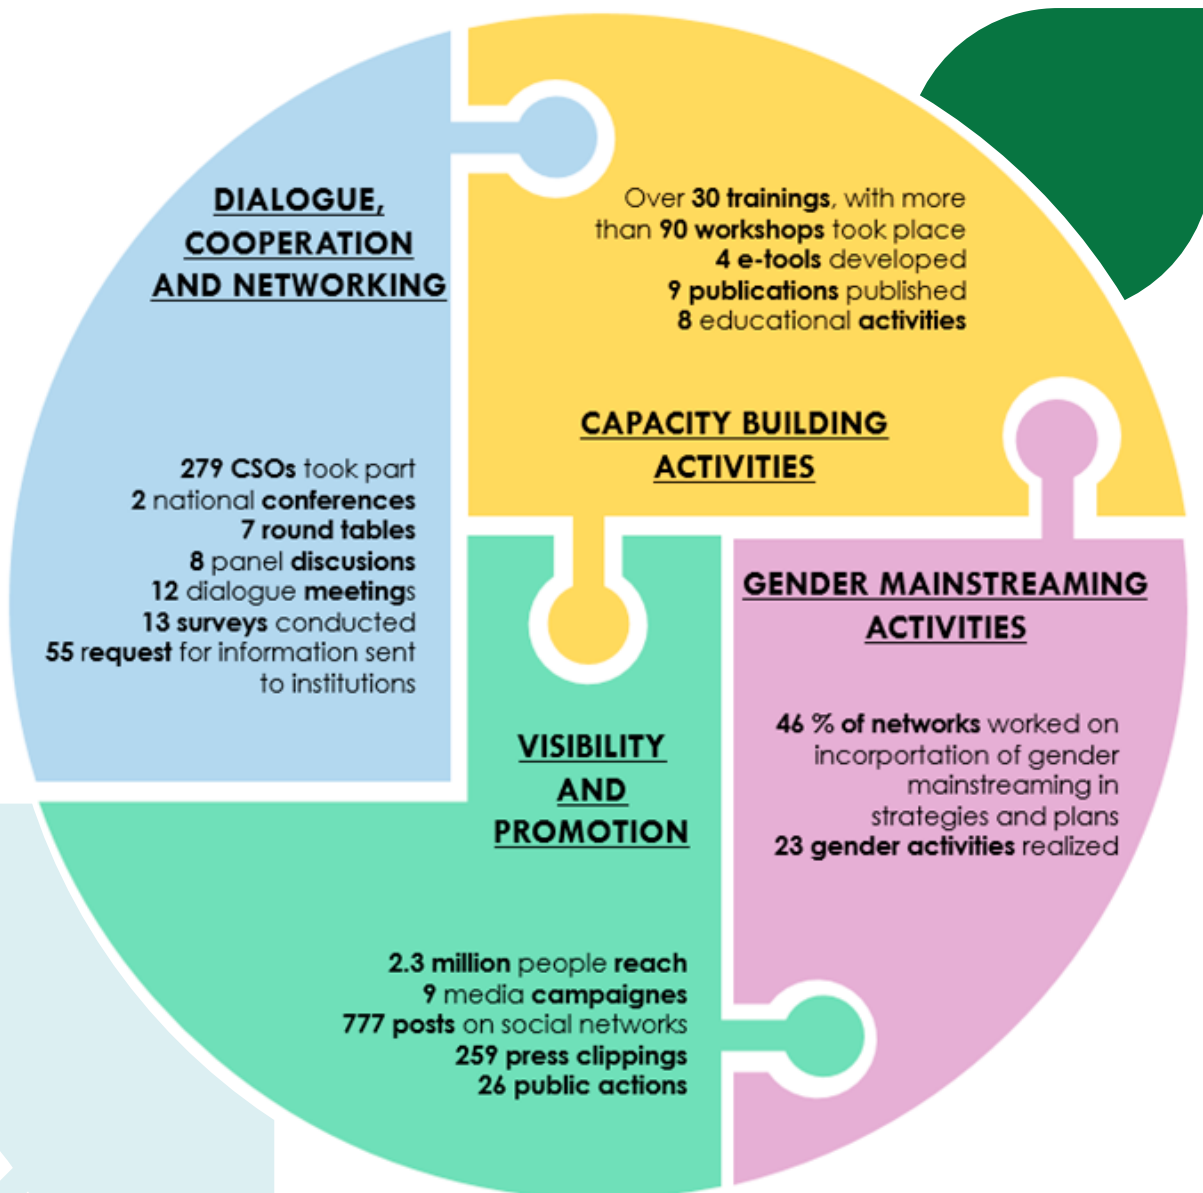 DIALOGUE,
COOPERATION
AND NETWORKING
279 CSOs took part
2 national conferences
7 round tables
8 panel discusions
12 dialogue meetings
13 surveys conducted
55 request for information sent
to institutions
Over 30 trainings, with more
than 90 workshops took place
4 e-tools developed
9 publications published
8 educational activities
CAPACITY BUILDING
ACTIVITIES
GENDER MAINSTREAMING
ACTIVITIES
46 % of networks worked on
incorportation of gender
mainstreaming in
strategies and plans
23 gender activities realized
VISIBILITY
AND
PROMOTION
2.3 million people reach
9 media campaignes
777 posts on social networks
259 press clippings
26 public actions